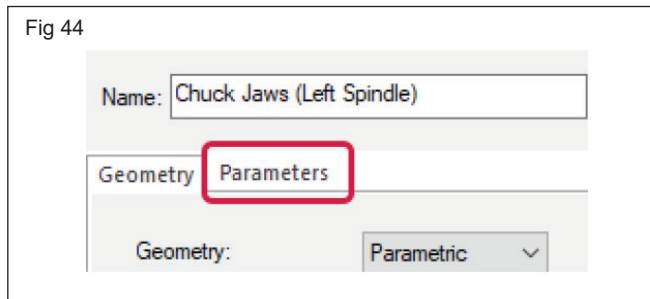 Fig 44
Name: Chuck Jaws (Left Spindle)
Geometry Parameters
Geometry: Parametric